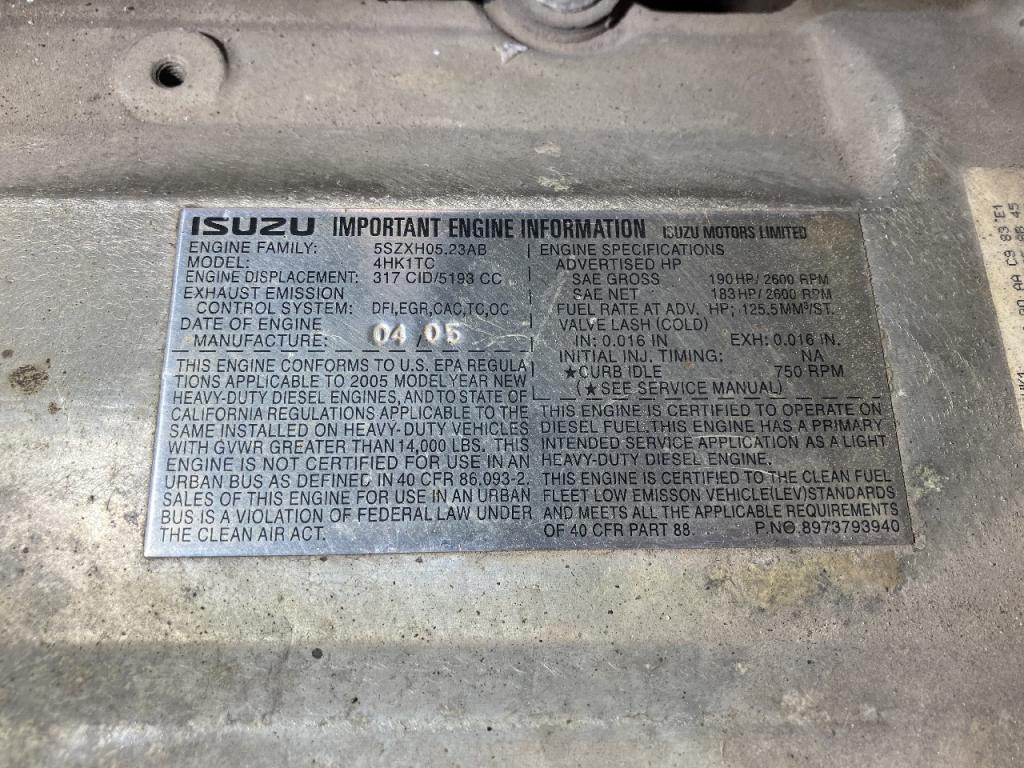 ISUZU IMPORTANT ENGINE INFORMATION ISUZU MOTORS LIMITED
ENGINE FAMILY: 5SZXH05.23AB
MODEL: 4HK1TC
ENGINE DISPLACEMENT: 317 CID/5193 CC
EXHAUST EMISSION
CONTROL SYSTEM: DFI,EGR,CAC,TC,OC
DATE OF ENGINE
MANUFACTURE: 04/05
THIS ENGINE CONFORMS TO U.S. EPA REGULA
TIONS APPLICABLE TO 2005 MODEL YEAR NEW
HEAVY-DUTY DIESEL ENGINES, AND TO STATE OF
CALIFORNIA REGULATIONS APPLICABLE TO THE
SAME INSTALLED ON HEAVY-DUTY VEHICLES
WITH GVWR GREATER THAN 14,000 LBS. THIS
ENGINE IS NOT CERTIFIED FOR USE IN AN
URBAN BUS AS DEFINED IN 40 CFR 86.093-2.
SALES OF THIS ENGINE FOR USE IN AN URBAN
BUS IS A VIOLATION OF FEDERAL LAW UNDER
THE CLEAN AIR ACT.
ENGINE SPECIFICATIONS
ADVERTISED HP
SAE GROSS 190 HP/ 2600 RPM
SAE NET 183 HP/ 2600 RPM
FUEL RATE AT ADV. HP; 125.5 MM³/ST.
VALVE LASH (COLD)
IN: 0.016 IN EXH: 0.016 IN.
INITIAL INJ. TIMING: NA
★CURB IDLE 750 RPM
(★SEE SERVICE MANUAL)
THIS ENGINE IS CERTIFIED TO OPERATE ON
DIESEL FUEL. THIS ENGINE HAS A PRIMARY
INTENDED SERVICE APPLICATION AS A LIGHT
HEAVY-DUTY DIESEL ENGINE.
THIS ENGINE IS CERTIFIED TO THE CLEAN FUEL
FLEET LOW EMISSON VEHICLE(LEV)STANDARDS
AND MEETS ALL THE APPLICABLE REQUIREMENTS
OF 40 CFR PART 88 P.NO.8973793940
C9 83 E1
45